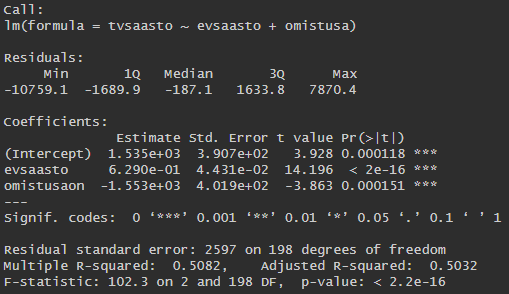 Call:
lm(formula = tvsaasto ~ evsaasto + omistusa)
Residuals:
Min 1Q Median 3Q Max
-10759.1 -1689.9 -187.1 1633.8 7870.4
Coefficients:
Estimate Std. Error t value Pr(>|t|)
(Intercept) 1.535e+03 3.907e+02 3.928 0.000118 ***
evsaasto 6.290e-01 4.431e-02 14.196 < 2e-16 ***
omistusaon -1.553e+03 4.019e+02 -3.863 0.000151 ***
---
Signif. codes: 0 ‘***’ 0.001 ‘**’ 0.01 ‘*’ 0.05 ‘.’ 0.1 ‘ ’ 1
Residual standard error: 2597 on 198 degrees of freedom
Multiple R-squared: 0.5082, Adjusted R-squared: 0.5032
F-statistic: 102.3 on 2 and 198 DF, p-value: < 2.2e-16